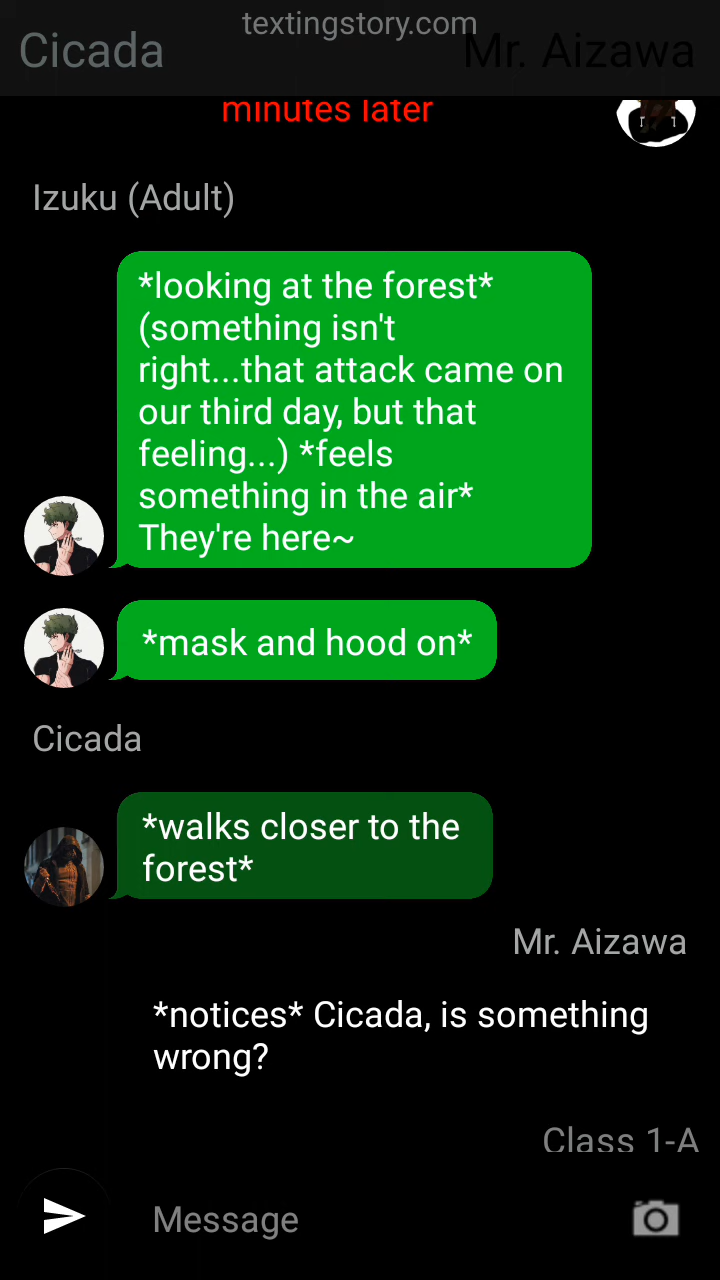 textingstory.com
Cicada
Mr. Aizawa
minutes later
Izuku (Adult)
*looking at the forest*
(something isn't
right...that attack came on
our third day, but that
feeling...) *feels
something in the air*
They're here~
*mask and hood on*
Cicada
*walks closer to the
forest*
Mr. Aizawa
*notices* Cicada, is something
wrong?
Class 1-A
Message